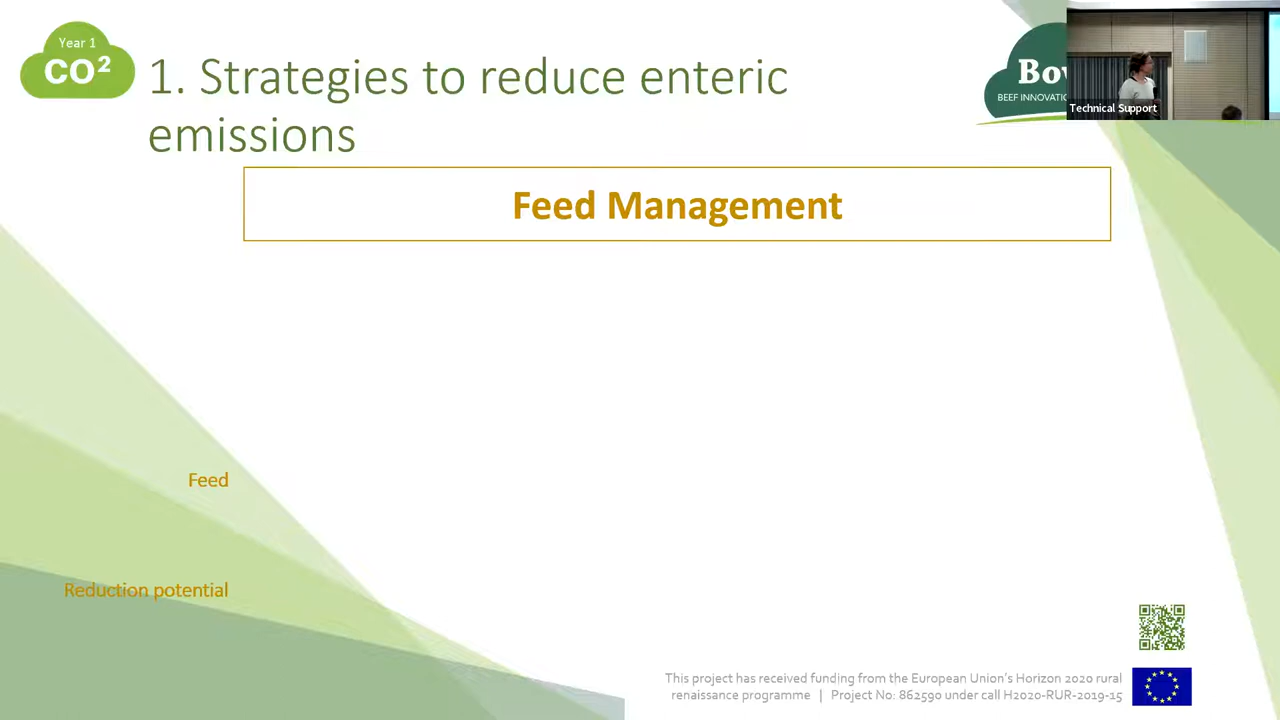 Year 1
CO²
1. Strategies to reduce enteric
emissions
BEEF
Technical Support
Feed Management
Feed
Reduction potential
This project has received funding from the European Union's Horizon 2020 rural
renaissance programme | Project No: 862590 under call H2020-RUR-2019-15